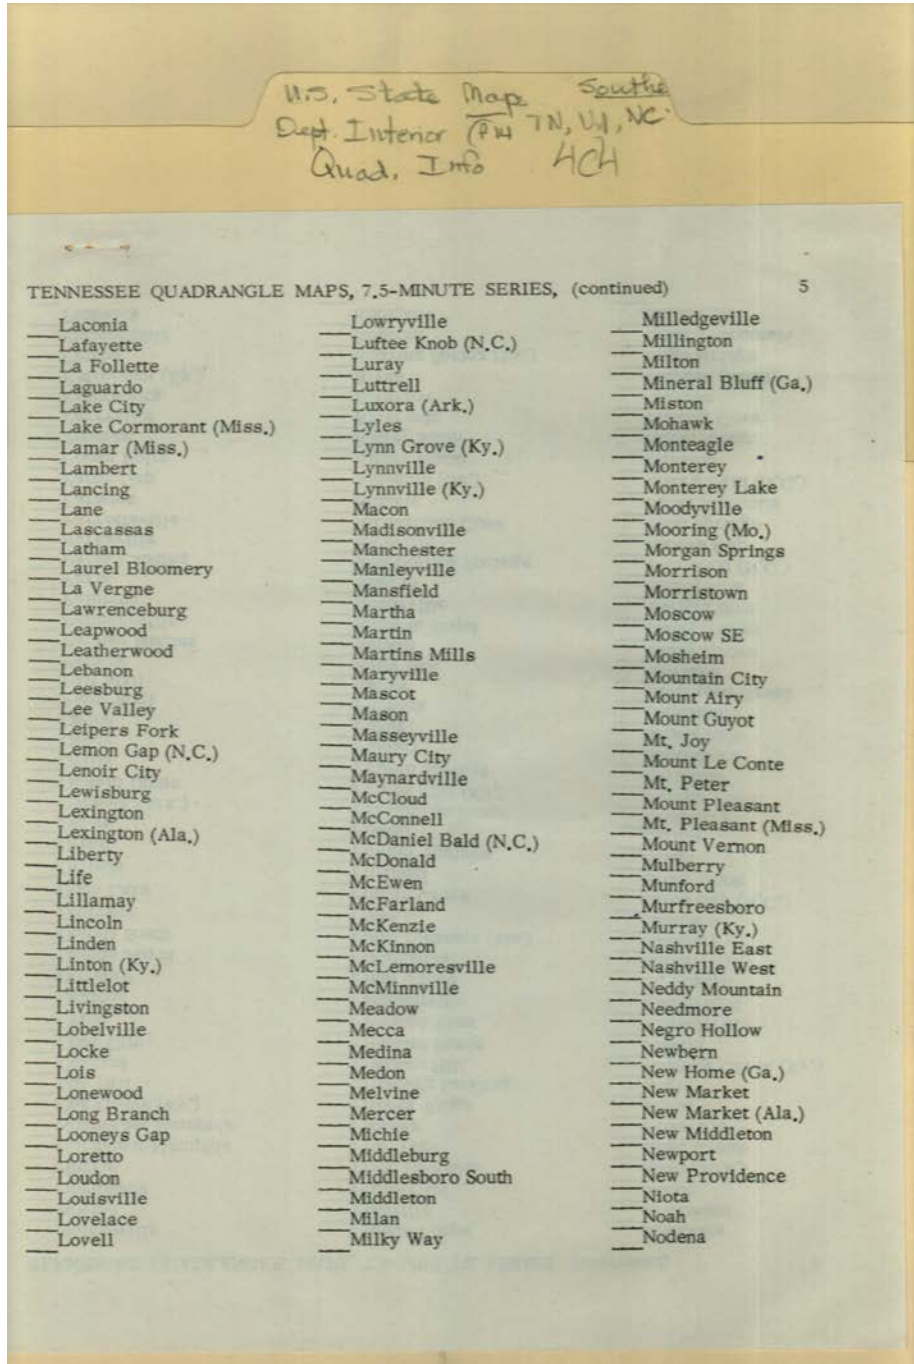 U.S. State Map Southe
Dept. Interior TN, VA, NC
Quad. Info 4CH
TENNESSEE QUADRANGLE MAPS, 7.5-MINUTE SERIES, (continued) 5
Laconia
Lafayette
La Follette
Laguardo
Lake City
Lake Cormorant (Miss.)
Lamar (Miss.)
Lambert
Lancing
Lane
Lascassas
Latham
Laurel Bloomery
La Vergne
Lawrenceburg
Leapwood
Leatherwood
Lebanon
Leesburg
Lee Valley
Leipers Fork
Lemon Gap (N.C.)
Lenoir City
Lewisburg
Lexington
Lexington (Ala.)
Liberty
Life
Lillamay
Lincoln
Linden
Linton (Ky.)
Littlelot
Livingston
Lobelville
Locke
Lois
Lonewood
Long Branch
Looneys Gap
Loretto
Loudon
Louisville
Lovelace
Lovell
Lowryville
Luftee Knob (N.C.)
Luray
Luttrell
Luxora (Ark.)
Lyles
Lynn Grove (Ky.)
Lynnville
Lynnville (Ky.)
Macon
Madisonville
Manchester
Manleyville
Mansfield
Martha
Martin
Martins Mills
Maryville
Mascot
Mason
Masseyville
Maury City
Maynardville
McCloud
McConnell
McDaniel Bald (N.C.)
McDonald
McEwen
McFarland
McKenzie
McKinnon
McLemoresville
McMinnville
Meadow
Mecca
Medina
Medon
Melvine
Mercer
Michie
Middleburg
Middlesboro South
Middleton
Milan
Milky Way
Milledgeville
Millington
Milton
Mineral Bluff (Ga.)
Miston
Mohawk
Monteagle
Monterey
Monterey Lake
Moodyville
Mooring (Mo.)
Morgan Springs
Morrison
Morristown
Moscow
Moscow SE
Mosheim
Mountain City
Mount Airy
Mount Guyot
Mt. Joy
Mount Le Conte
Mt. Peter
Mount Pleasant
Mt. Pleasant (Miss.)
Mount Vernon
Mulberry
Munford
Murfreesboro
Murray (Ky.)
Nashville East
Nashville West
Neddy Mountain
Needmore
Negro Hollow
Newbern
New Home (Ga.)
New Market
New Market (Ala.)
New Middleton
Newport
New Providence
Niota
Noah
Nodena